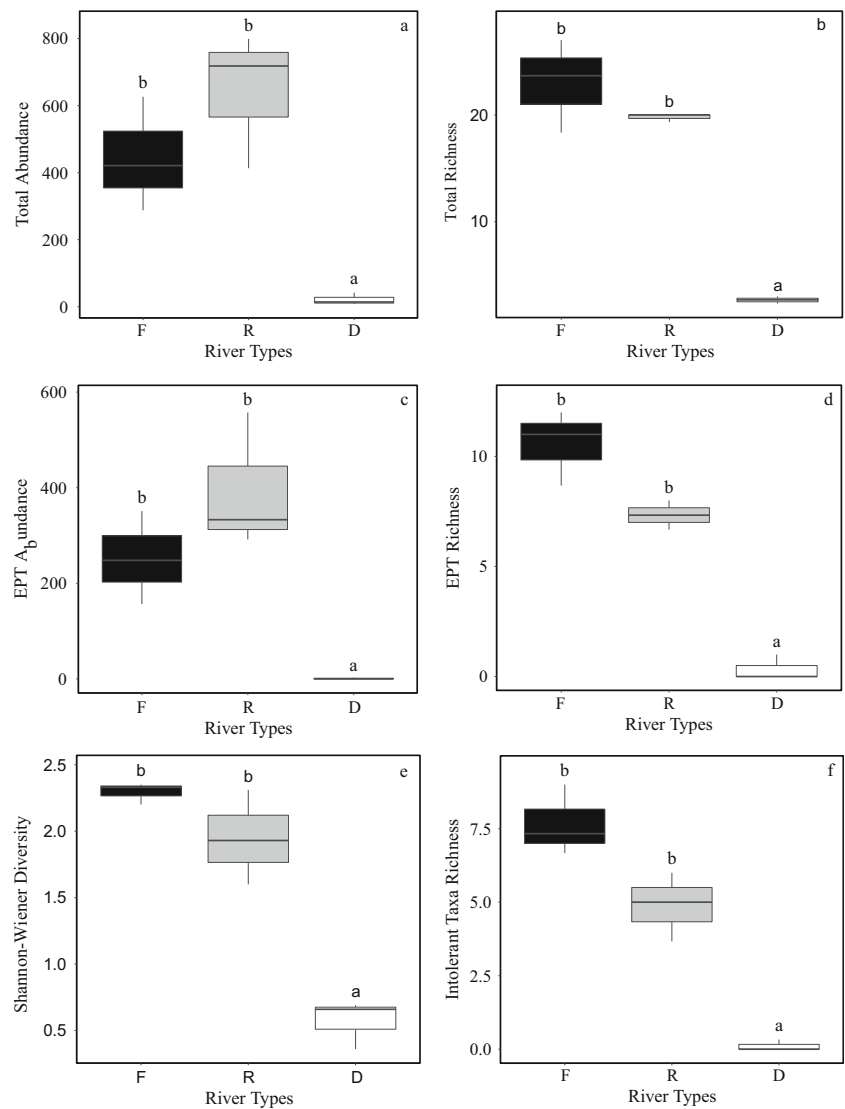 a
800
600
400
200
0
Total Abundance
b
b
a
F R D
River Types
b
20
10
Total Richness
b
b
a
F R D
River Types
c
600
400
200
0
EPT Abundance
b
b
a
F R D
River Types
d
10
5
0
EPT Richness
b
b
a
F R D
River Types
e
2.5
2.0
1.5
1.0
0.5
Shannon-Wiener Diversity
b
b
a
F R D
River Types
f
7.5
5.0
2.5
0.0
Intolerant Taxa Richness
b
b
a
F R D
River Types